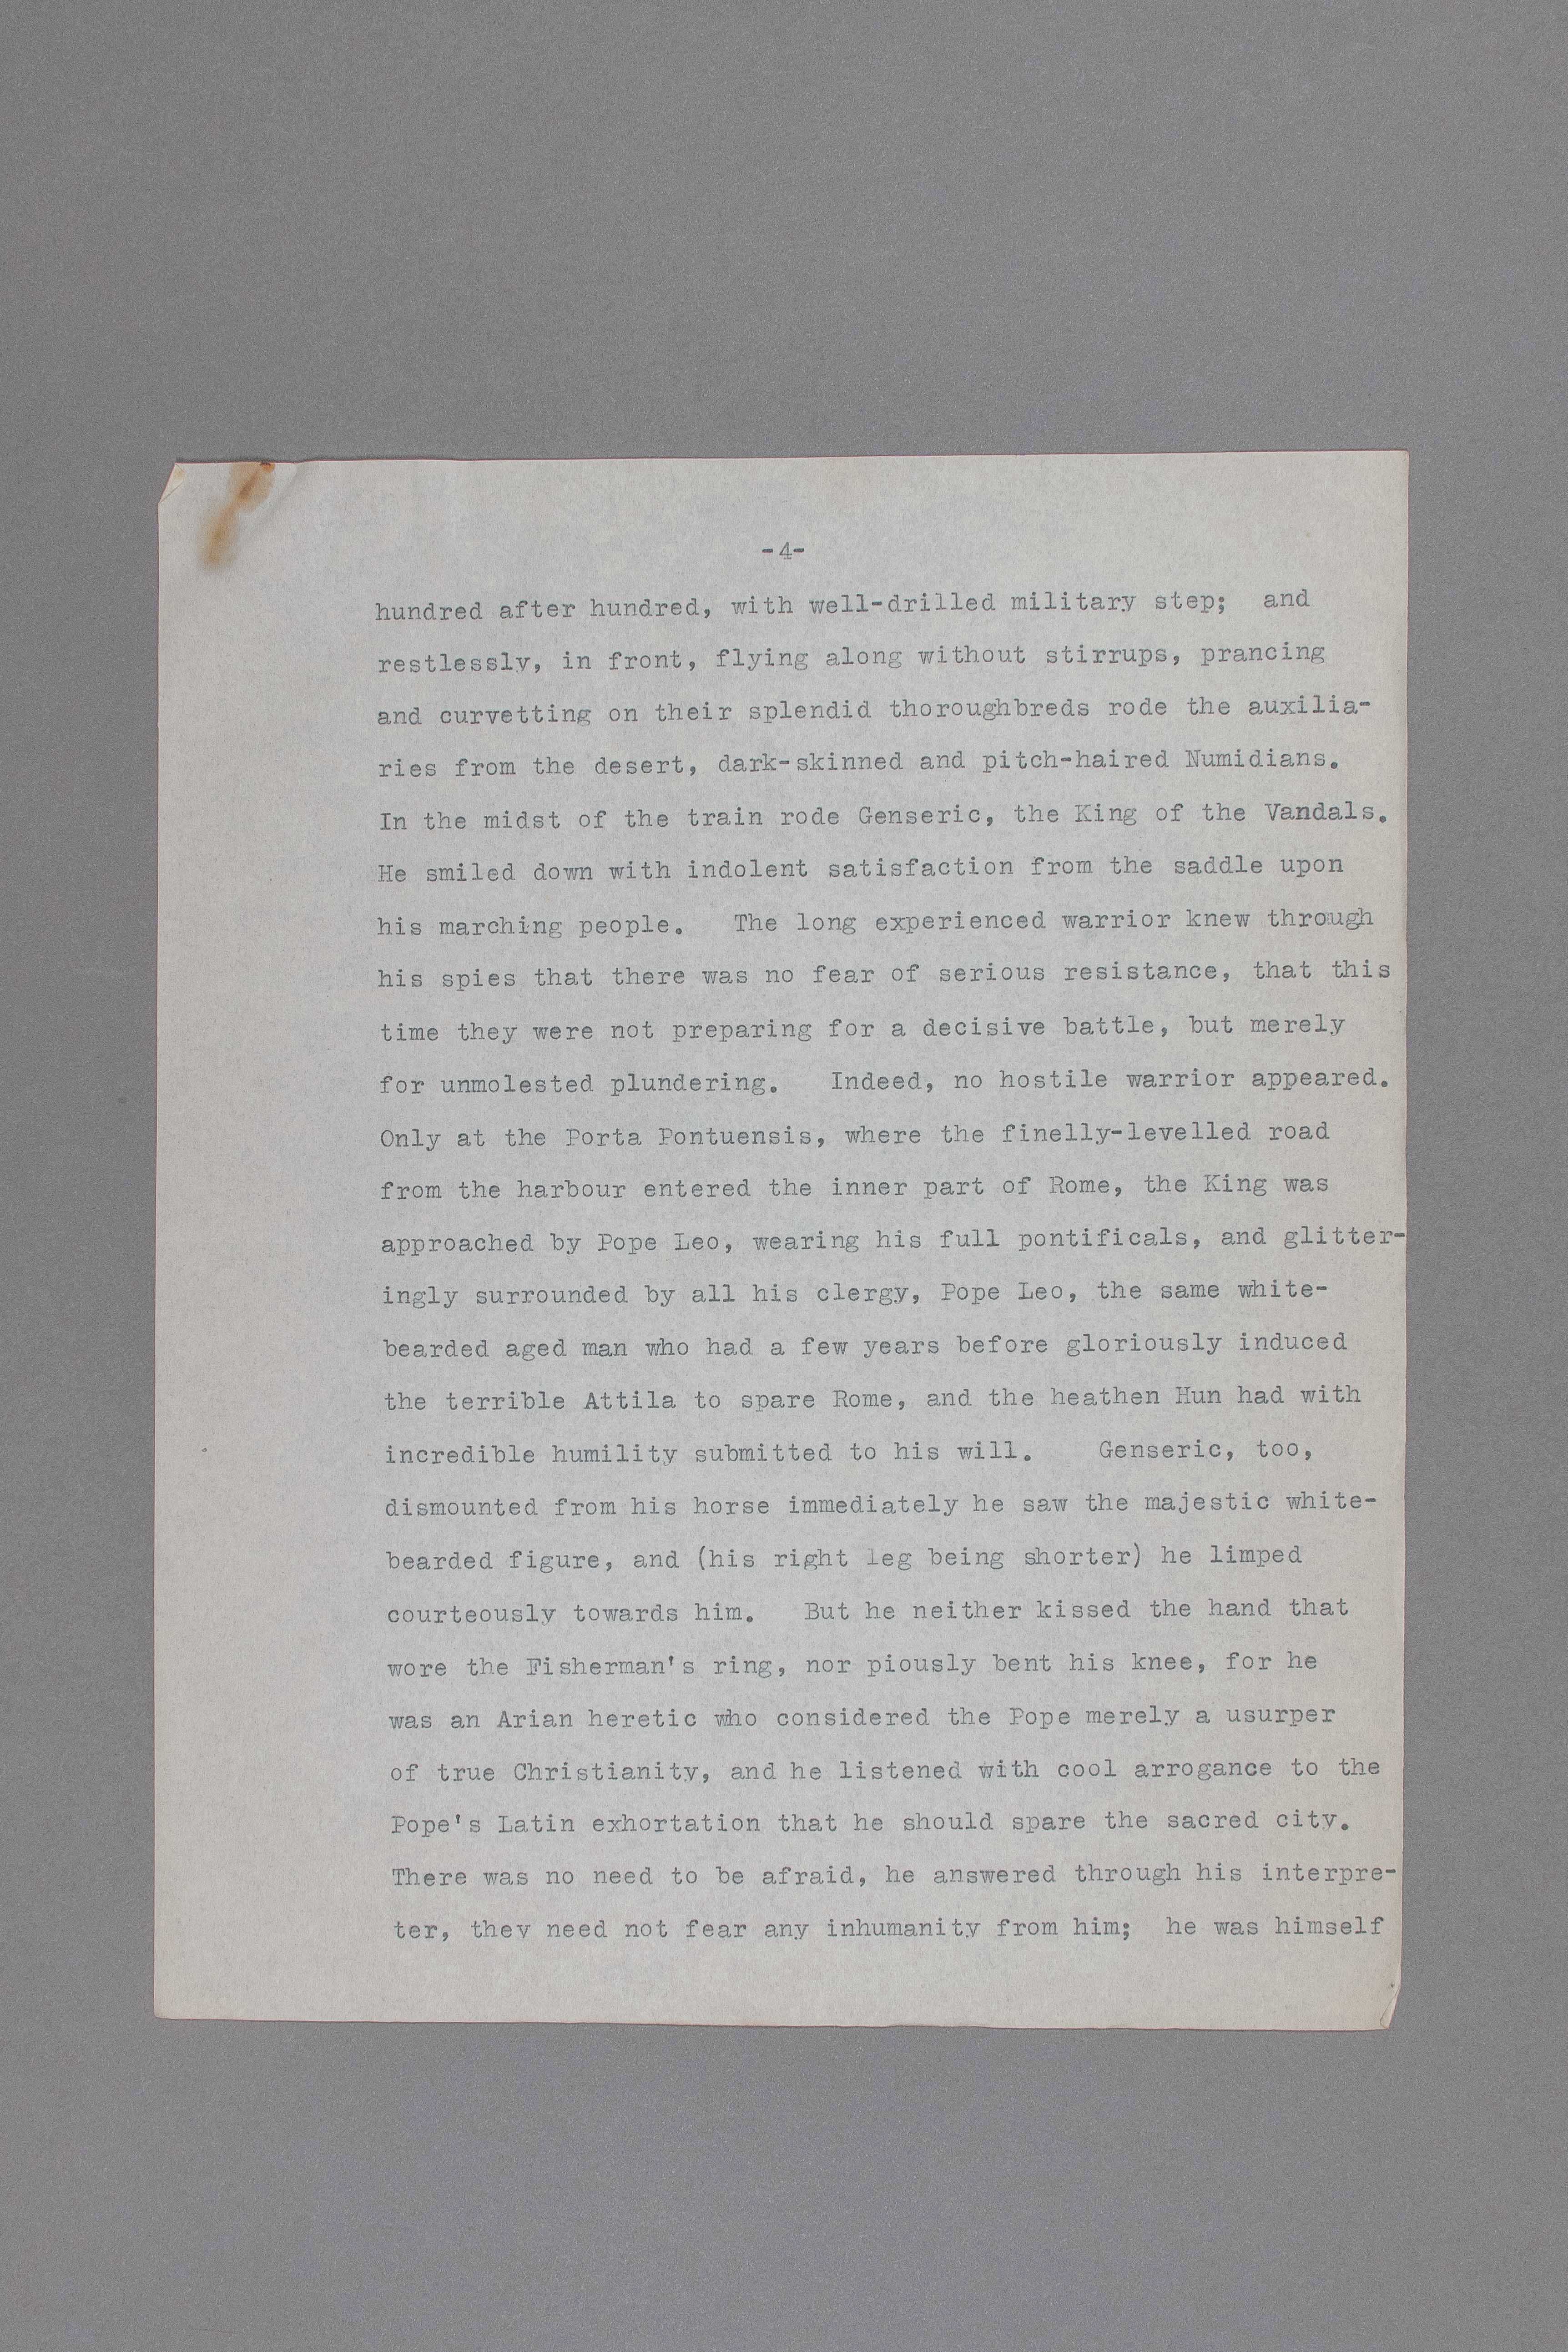 -4-
hundred after hundred, with well-drilled military step; and
restlessly, in front, flying along without stirrups, prancing
and curvetting on their splendid thoroughbreds rode the auxilia-
ries from the desert, dark-skinned and pitch-haired Numidians.
In the midst of the train rode Genseric, the King of the Vandals.
He smiled down with indolent satisfaction from the saddle upon
his marching people. The long experienced warrior knew through
his spies that there was no fear of serious resistance, that this
time they were not preparing for a decisive battle, but merely
for unmolested plundering. Indeed, no hostile warrior appeared.
Only at the Porta Pontuensis, where the finelly-levelled road
from the harbour entered the inner part of Rome, the King was
approached by Pope Leo, wearing his full pontificals, and glitter-
ingly surrounded by all his clergy, Pope Leo, the same white-
bearded aged man who had a few years before gloriously induced
the terrible Attila to spare Rome, and the heathen Hun had with
incredible humility submitted to his will. Genseric, too,
dismounted from his horse immediately he saw the majestic white-
bearded figure, and (his right leg being shorter) he limped
courteously towards him. But he neither kissed the hand that
wore the Fisherman's ring, nor piously bent his knee, for he
was an Arian heretic who considered the Pope merely a usurper
of true Christianity, and he listened with cool arrogance to the
Pope's Latin exhortation that he should spare the sacred city.
There was no need to be afraid, he answered through his interpre-
ter, they need not fear any inhumanity from him; he was himself